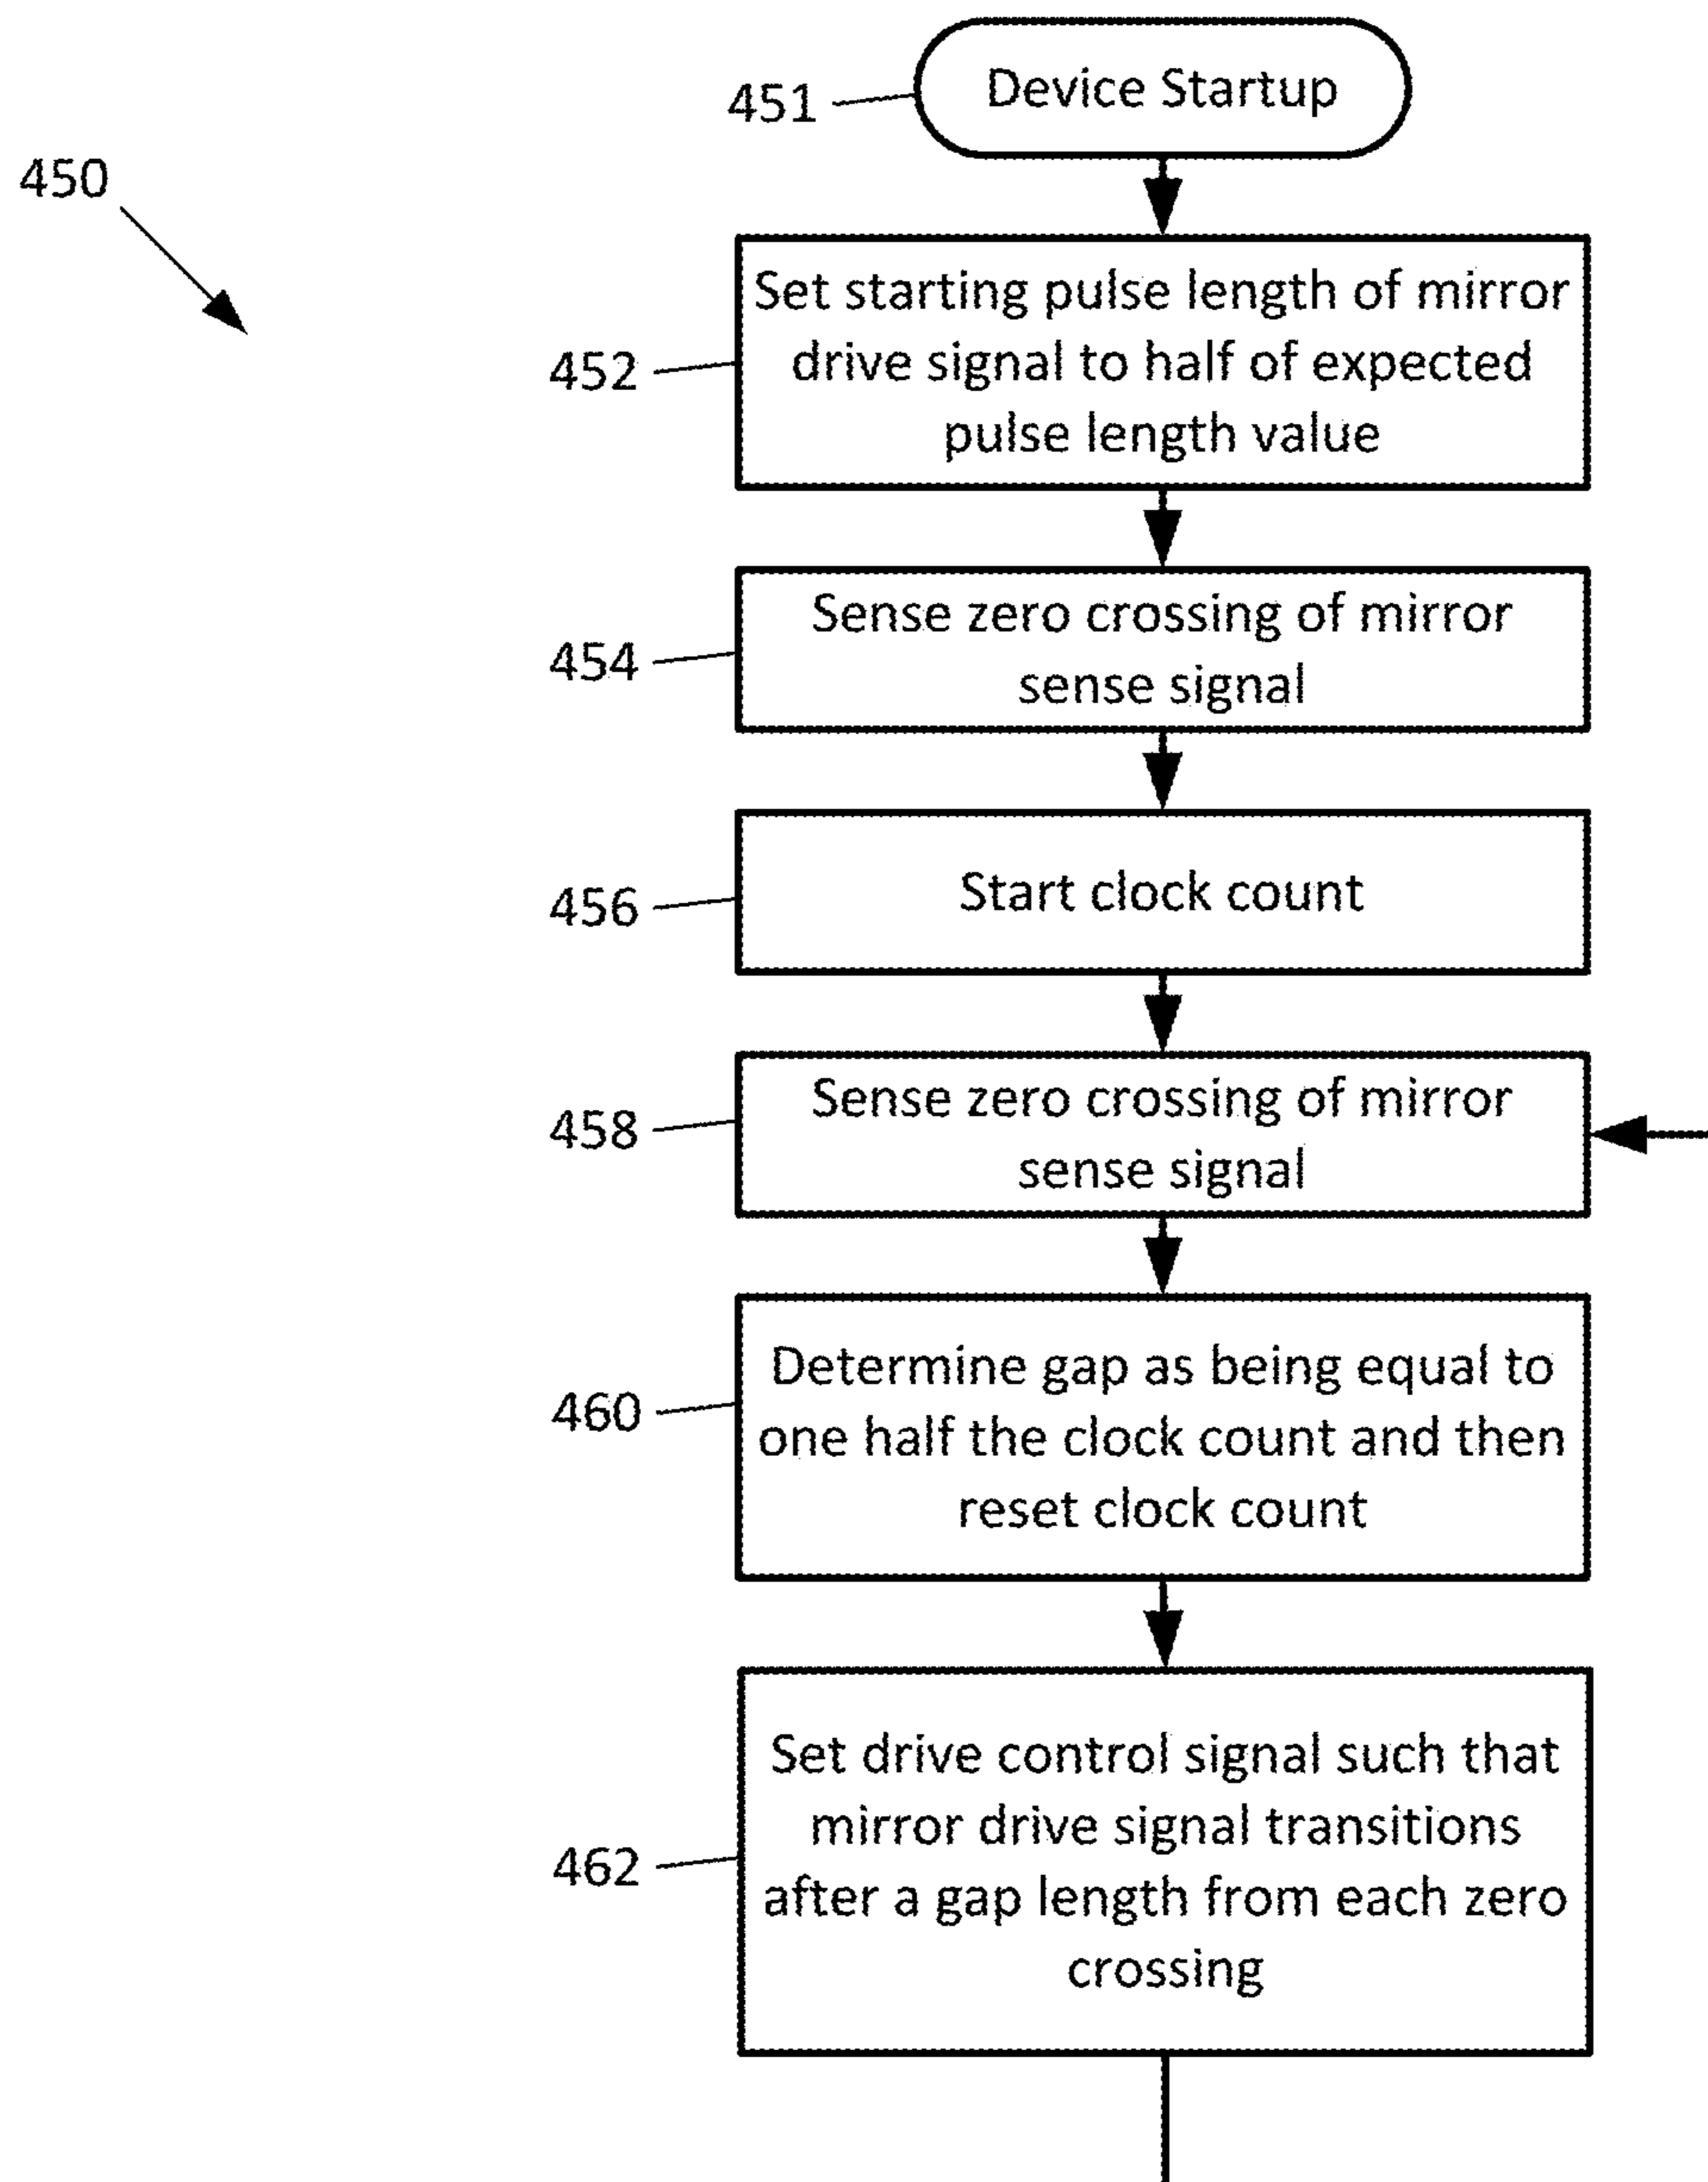 451
Device Startup
450
Set starting pulse length of mirror
drive signal to half of expected
pulse length value
452
Sense zero crossing of mirror
sense signal
454
Start clock count
456
Sense zero crossing of mirror
sense signal
458
Determine gap as being equal to
one half the clock count and then
reset clock count
460
Set drive control signal such that
mirror drive signal transitions
after a gap length from each zero
crossing
462